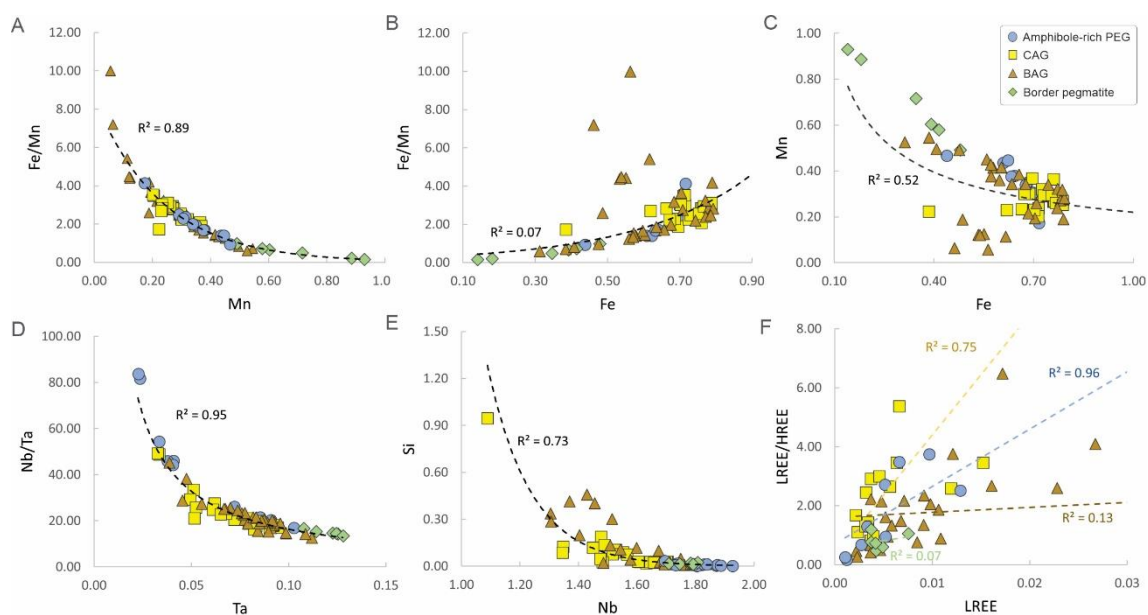 A
Fe/Mn
12.00
10.00
8.00
6.00
4.00
2.00
0.00
R² = 0.89
0.00 0.20 0.40 0.60 0.80 1.0
Mn
B
Fe/Mn
12.00
10.00
8.00
6.00
4.00
2.00
0.00
R² = 0.07
0.10 0.30 0.50 0.70 0.90
Fe
C
Mn
1.00
0.80
0.60
0.40
0.20
0.00
Amphibole-rich PEG
CAG
BAG
Border pegmatite
R² = 0.52
0.10 0.40 0.70 1.00
Fe
D
Nb/Ta
100.00
80.00
60.00
40.00
20.00
0.00
R² = 0.95
0.00 0.05 0.10 0.15
Ta
E
Si
1.50
1.20
0.90
0.60
0.30
0.00
R² = 0.73
1.00 1.20 1.40 1.60 1.80 2.00
Nb
F
LREE/HREE
8.00
6.00
4.00
2.00
0.00
R² = 0.75
R² = 0.96
R² = 0.13
R² = 0.07
0.00 0.01 0.02 0.03
LREE